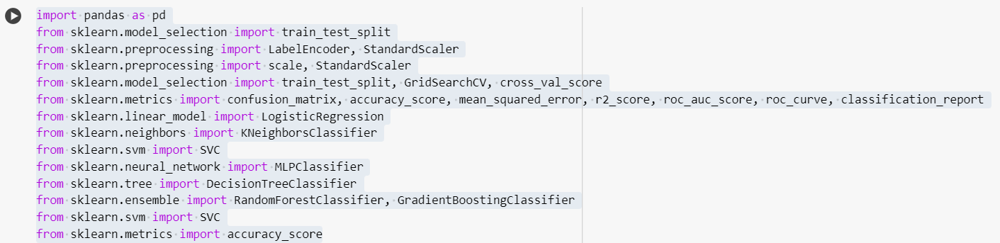 import pandas as pd
from sklearn.model_selection import train_test_split
from sklearn.preprocessing import LabelEncoder, StandardScaler
from sklearn.preprocessing import scale, StandardScaler
from sklearn.model_selection import train_test_split, GridSearchCV, cross_val_score
from sklearn.metrics import confusion_matrix, accuracy_score, mean_squared_error, r2_score, roc_auc_score, roc_curve, classification_report
from sklearn.linear_model import LogisticRegression
from sklearn.neighbors import KNeighborsClassifier
from sklearn.svm import SVC
from sklearn.neural_network import MLPClassifier
from sklearn.tree import DecisionTreeClassifier
from sklearn.ensemble import RandomForestClassifier, GradientBoostingClassifier
from sklearn.svm import SVC
from sklearn.metrics import accuracy_score